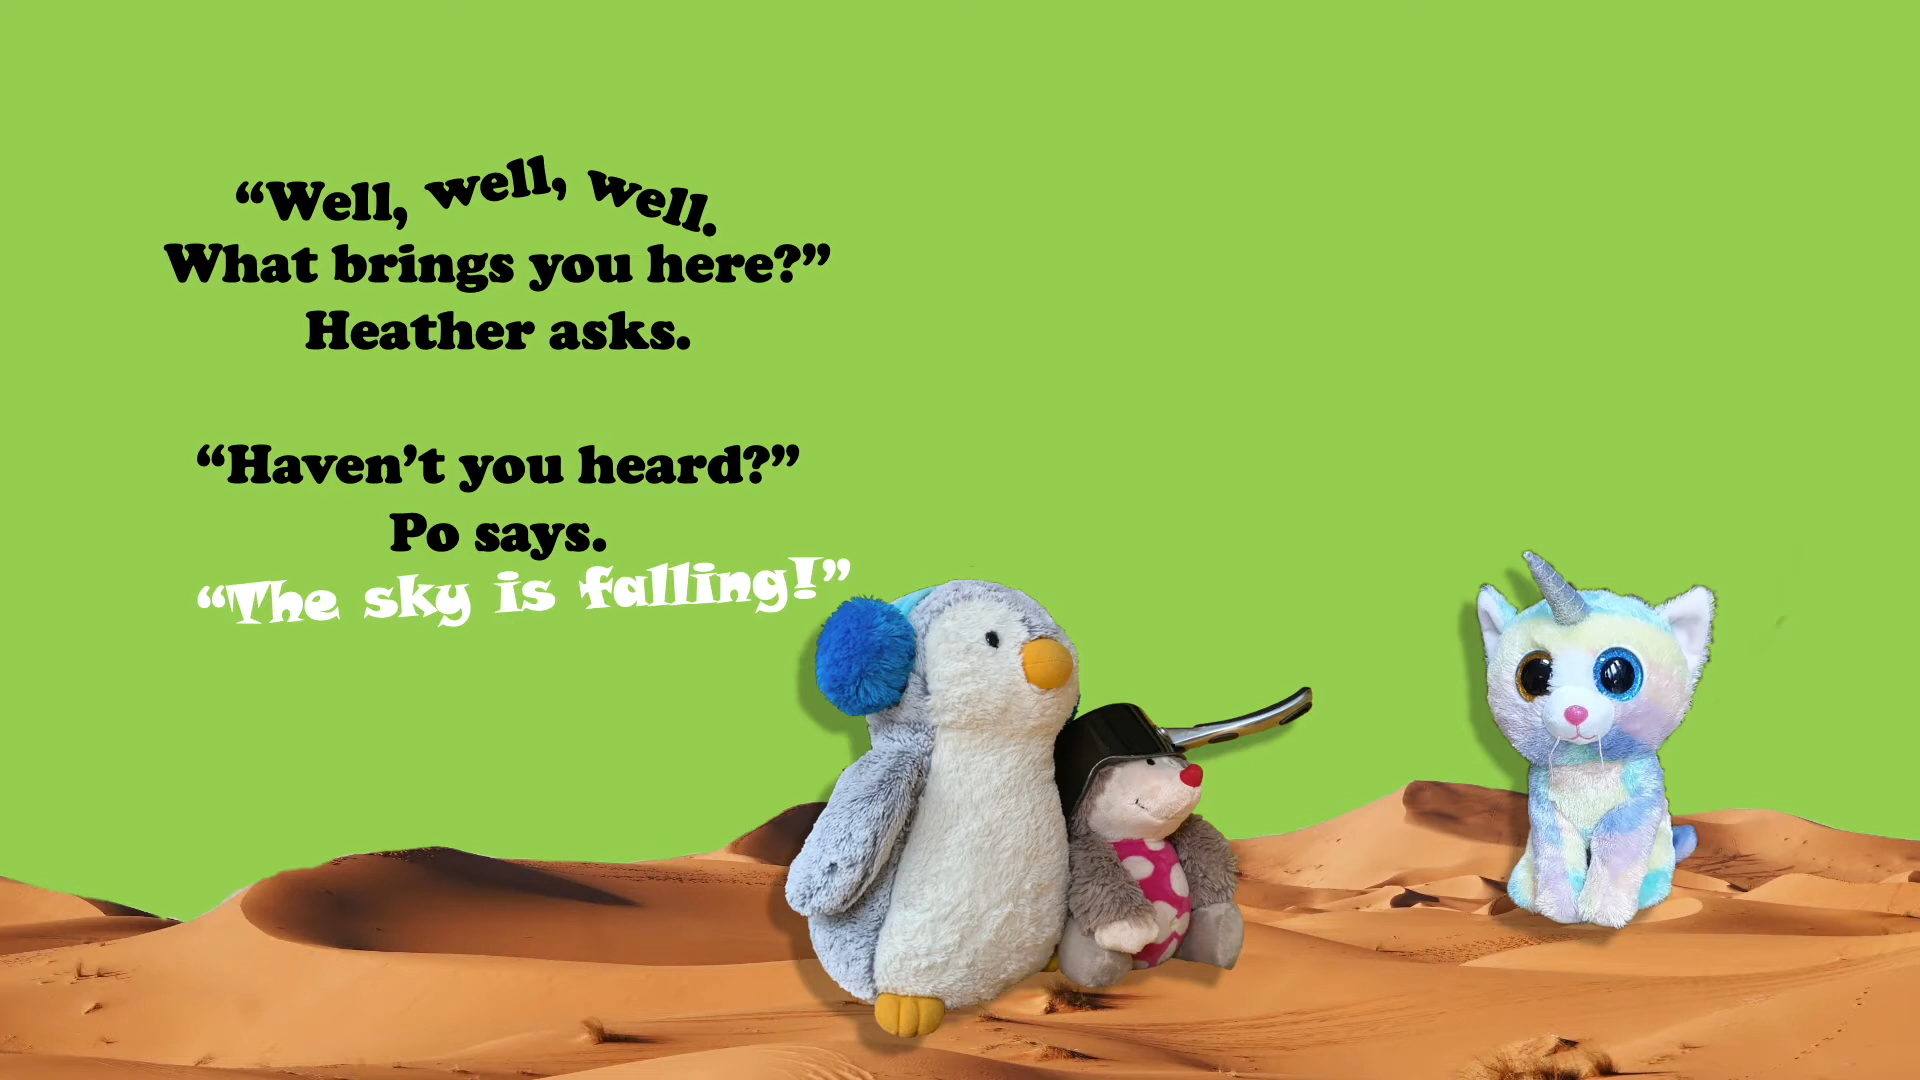 “Well, well, well.
What brings you here?”
Heather asks.
“Haven’t you heard?”
Po says.
“The sky is falling!”